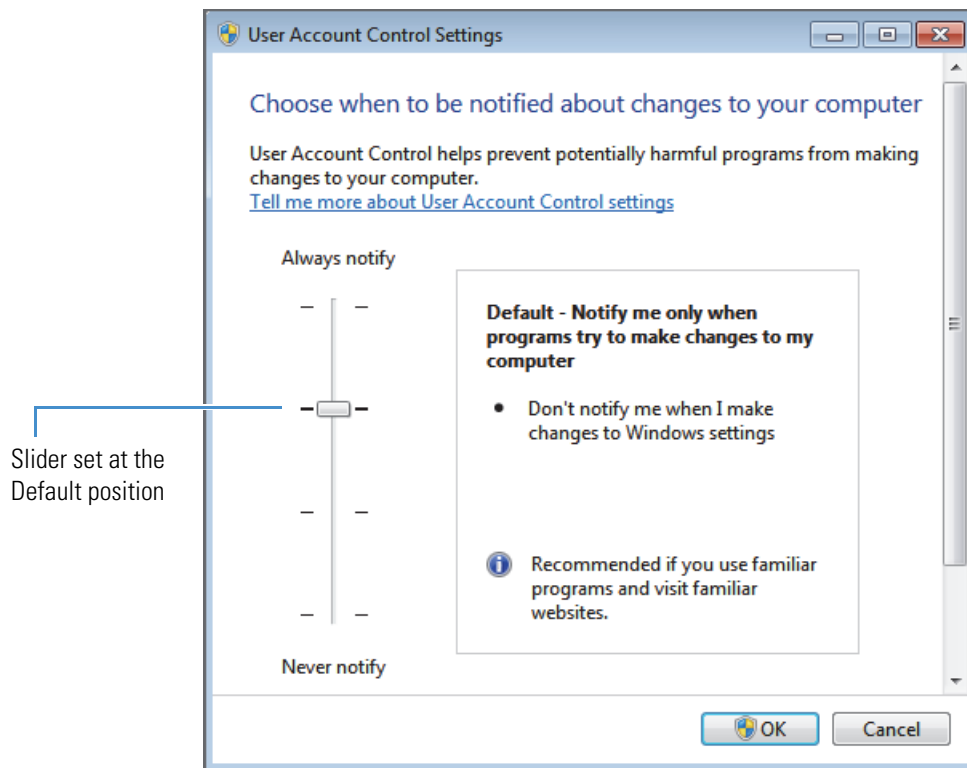 User Account Control Settings
Choose when to be notified about changes to your computer
User Account Control helps prevent potentially harmful programs from making
changes to your computer.
Tell me more about User Account Control settings
Always notify
Default - Notify me only when
programs try to make changes to my
computer
• Don't notify me when I make
changes to Windows settings
Slider set at the
Default position
Recommended if you use familiar
programs and visit familiar
websites.
Never notify
OK
Cancel